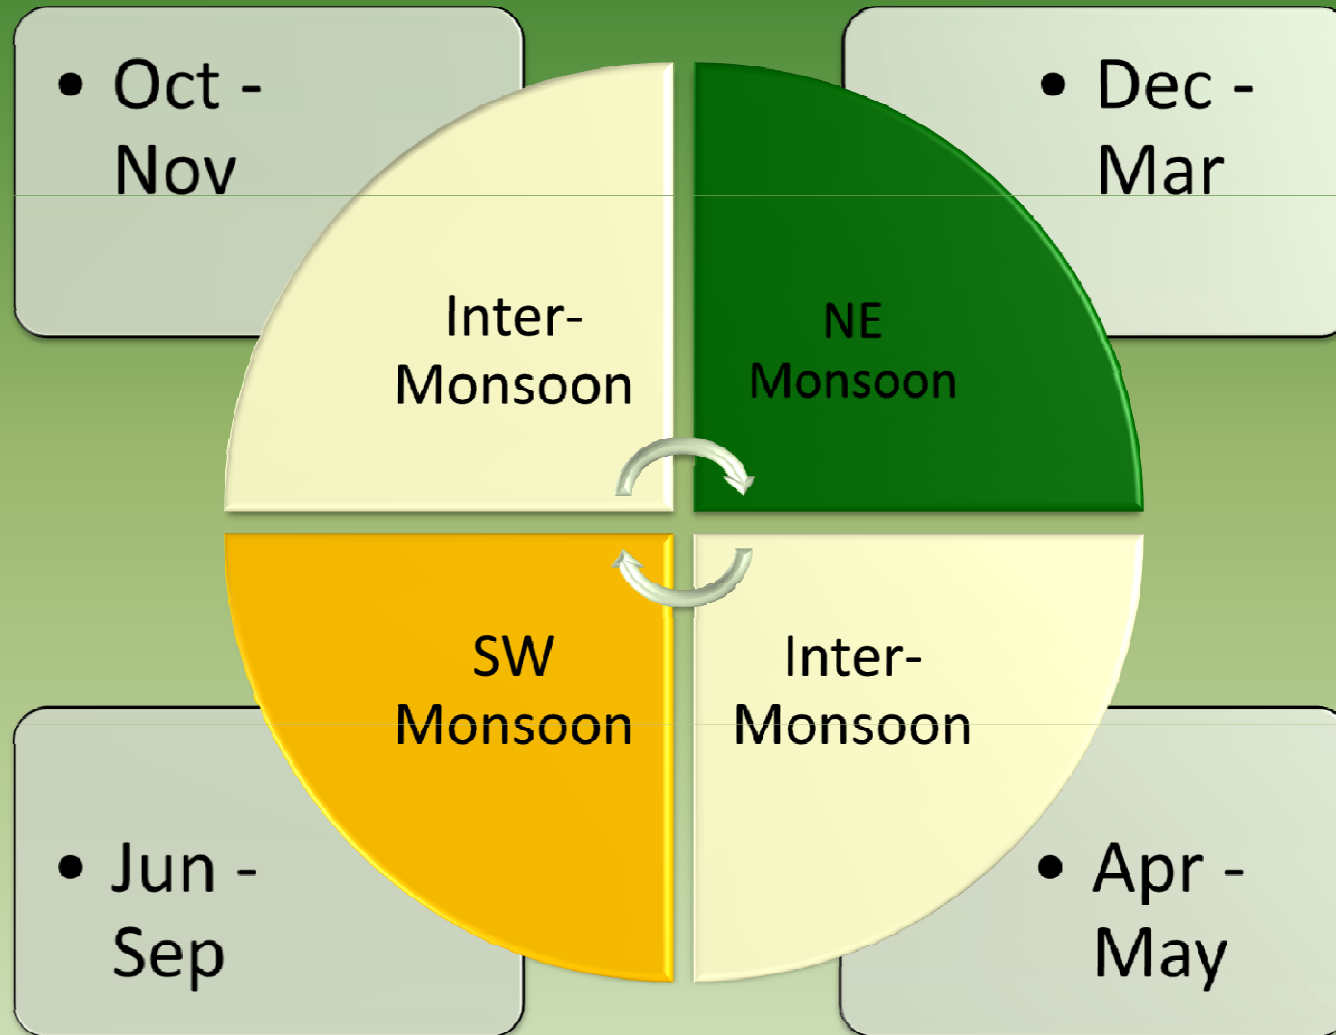 • Oct -
Nov
• Dec -
Mar
Inter-
Monsoon
NE
Monsoon
SW
Monsoon
Inter-
Monsoon
• Jun -
Sep
• Apr -
May